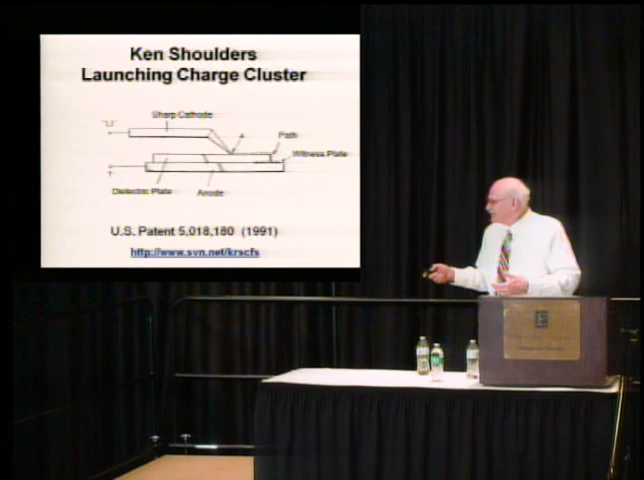 Ken Shoulders
Launching Charge Cluster
Sharp Cathode
Path
Witness Plate
Dielectric Plate
Anode
U.S. Patent 5,018,180 (1991)
http://www.svn.net/krscfs
E